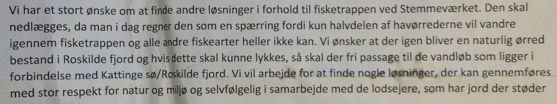 Vi har et stort ønske om at finde andre løsninger i forhold til fisketrappen ved Stemmeværket. Den skal
nedlægges, da man i dag regner den som en spærring fordi kun halvdelen af havørrederne vil vandre
igennem fisketrappen og alle andre fiskearter heller ikke kan. Vi ønsker at der igen bliver en naturlig ørred
bestand i Roskilde fjord og hvis dette skal kunne lykkes, så skal der fri passage til de vandløb som ligger i
forbindelse med Kattinge sø/Roskilde fjord. Vi vil arbejde for at finde nogle løsninger, der kan gennemføres
med stor respekt for natur og miljø og selvfølgelig i samarbejde med de lodsejere, som har jord der støder